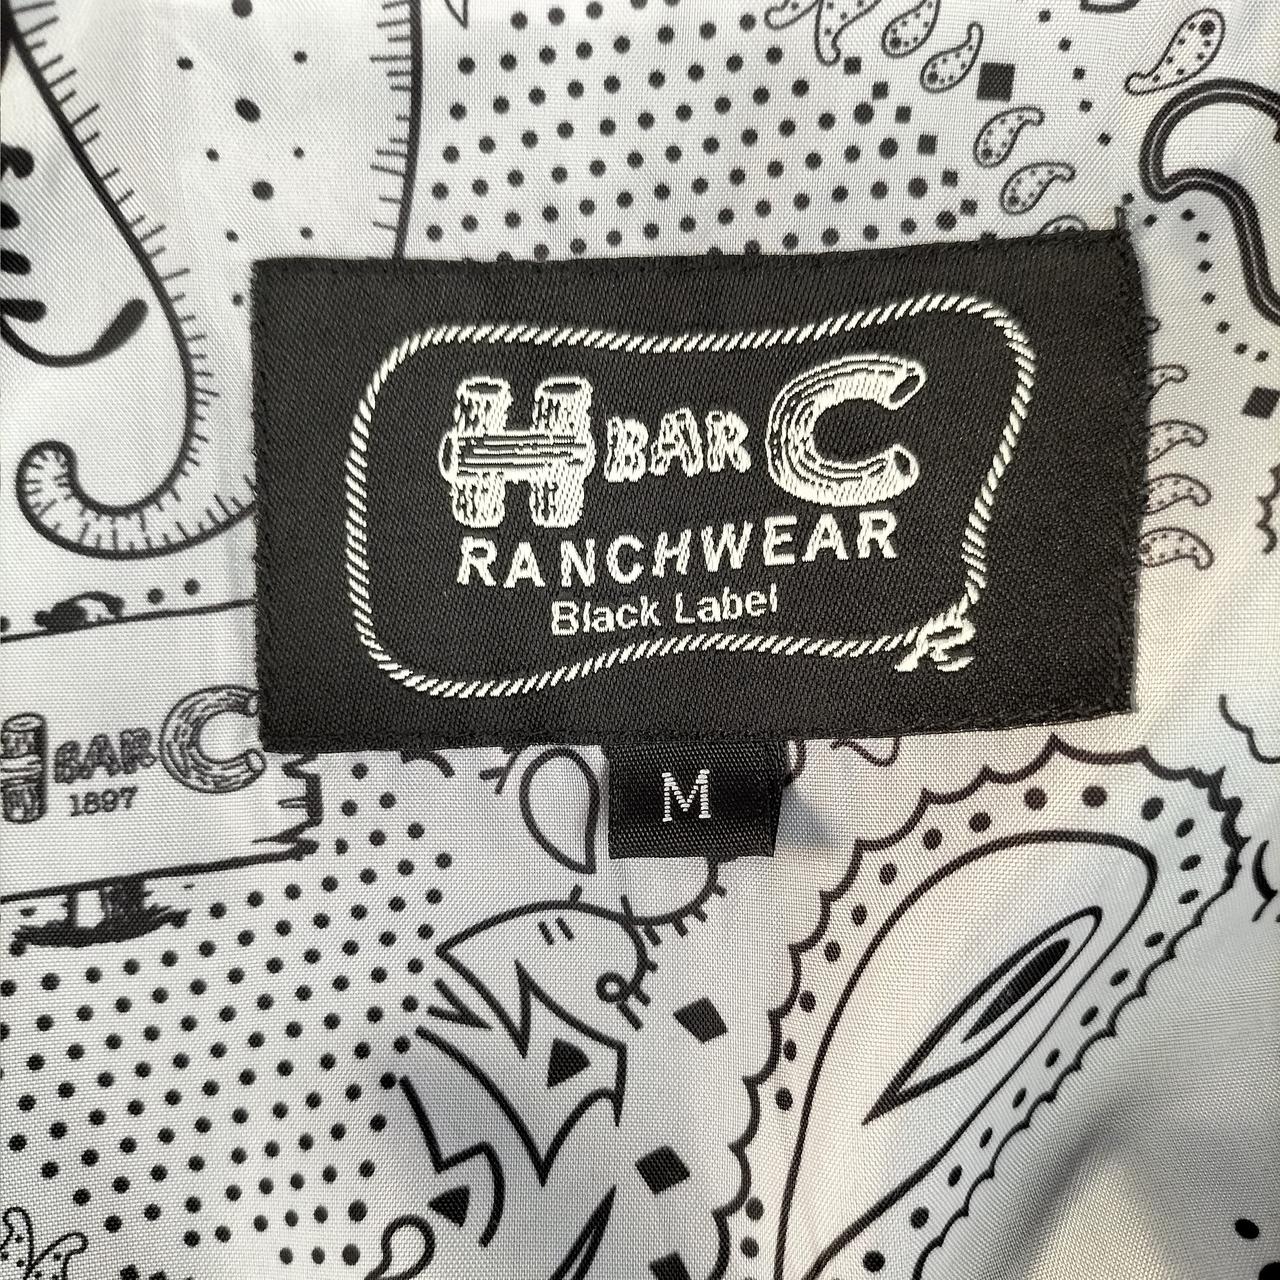 H BAR C
RANCHWEAR
Black Label
R
M
H BAR C
1897